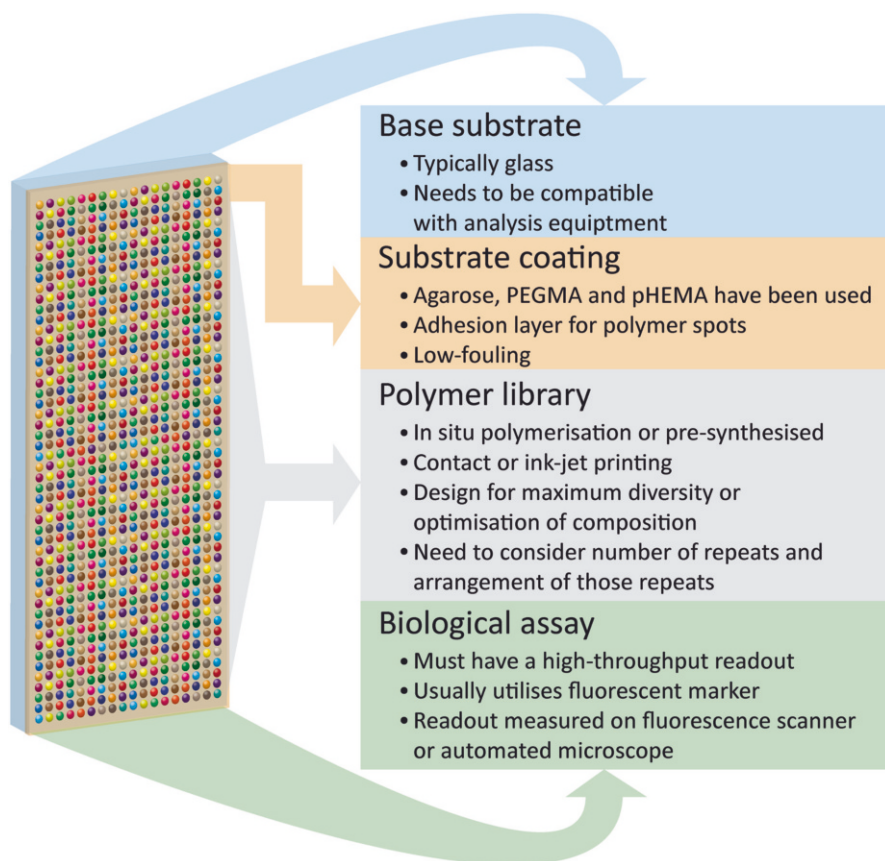 Base substrate
• Typically glass
• Needs to be compatible
with analysis equiptment
Substrate coating
• Agarose, PEGMA and pHEMA have been used
• Adhesion layer for polymer spots
• Low-fouling
Polymer library
• In situ polymerisation or pre-synthesised
• Contact or ink-jet printing
• Design for maximum diversity or
optimisation of composition
• Need to consider number of repeats and
arrangement of those repeats
Biological assay
• Must have a high-throughput readout
• Usually utilises fluorescent marker
• Readout measured on fluorescence scanner
or automated microscope